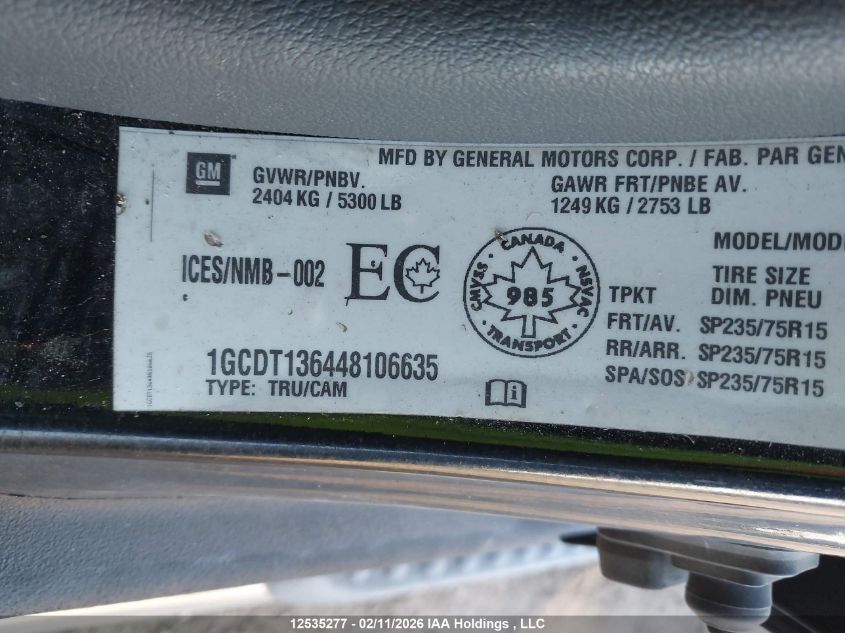 MFD BY GENERAL MOTORS CORP. / FAB. PAR GEN
GM
GVWR/PNBV.
2404 KG / 5300 LB
GAWR FRT/PNBE AV.
1249 KG / 2753 LB
ICES/NMB-002
EC
CANADA
CMVSS
985
NSVAC
TRANSPORT
MODEL/MOD
TIRE SIZE
TPKT DIM. PNEU
FRT/AV. SP235/75R15
RR/ARR. SP235/75R15
SPA/SOS SP235/75R15
1GCDT136448106635
TYPE: TRU/CAM
i
12535277 - 02/11/2026 IAA Holdings , LLC